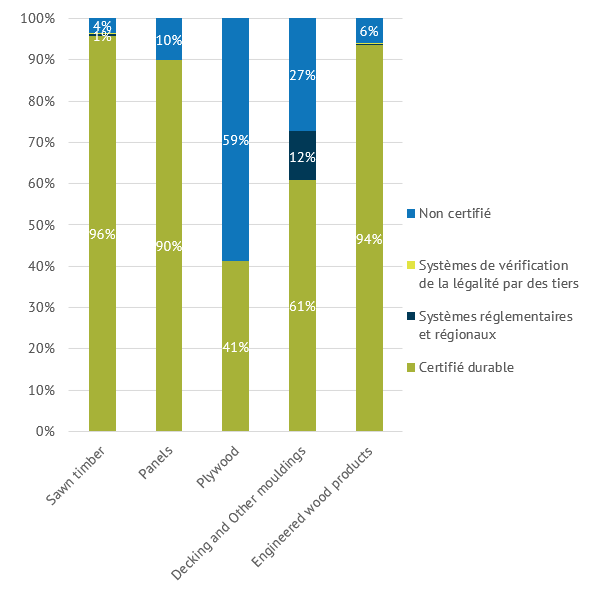 100%
90%
80%
70%
60%
50%
40%
30%
20%
10%
0%
4%
1%
96%
10%
90%
59%
41%
27%
12%
61%
6%
94%
Sawn timber
Panels
Plywood
Decking and Other mouldings
Engineered wood products
Non certifié
Systèmes de vérification
de la légalité par des tiers
Systèmes réglementaires
et régionaux
Certifié durable